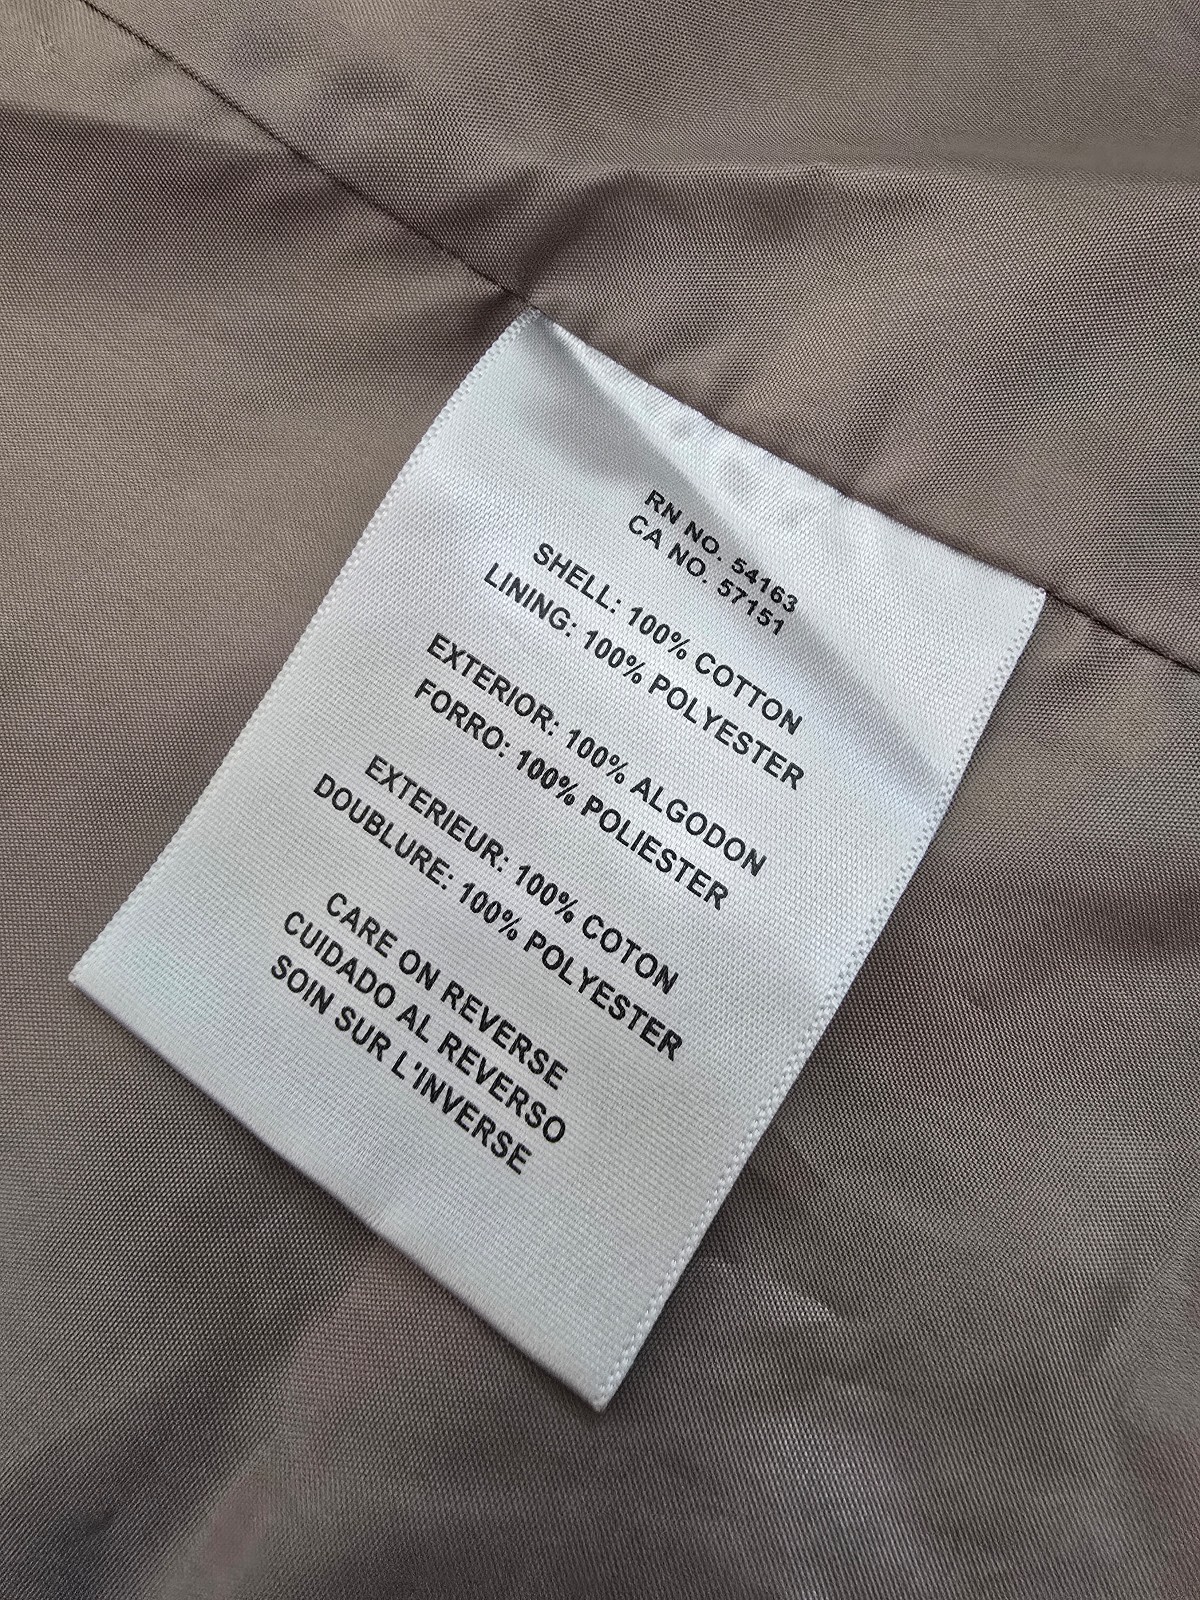 RN NO. 54163
CA NO. 57151
SHELL: 100% COTTON
LINING: 100% POLYESTER
EXTERIOR: 100% ALGODON
FORRO: 100% POLIESTER
EXTERIEUR: 100% COTON
DOUBLURE: 100% POLYESTER
CARE ON REVERSE
CUIDADO AL REVERSO
SOIN SUR L'INVERSE